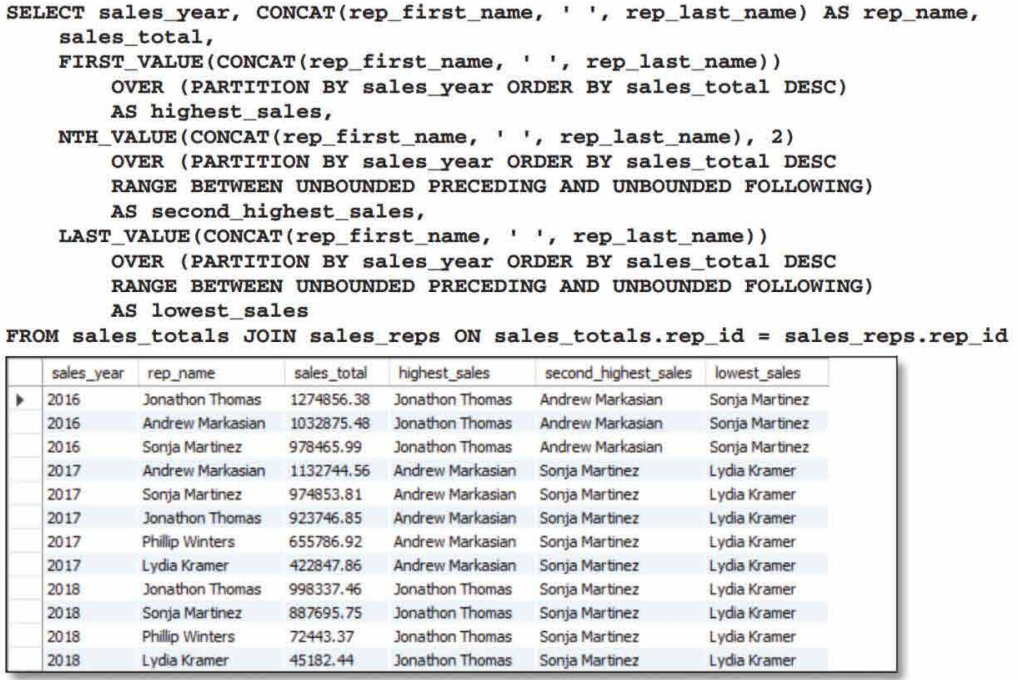 SELECT sales_year, CONCAT(rep_first_name, ' ', rep_last_name) AS rep_name,
sales_total,
FIRST_VALUE(CONCAT(rep_first_name, ' ', rep_last_name))
OVER (PARTITION BY sales_year ORDER BY sales_total DESC)
AS highest_sales,
NTH_VALUE(CONCAT(rep_first_name, ' ', rep_last_name), 2)
OVER (PARTITION BY sales_year ORDER BY sales_total DESC
RANGE BETWEEN UNBOUNDED PRECEDING AND UNBOUNDED FOLLOWING)
AS second_highest_sales,
LAST_VALUE(CONCAT(rep_first_name, ' ', rep_last_name))
OVER (PARTITION BY sales_year ORDER BY sales_total DESC
RANGE BETWEEN UNBOUNDED PRECEDING AND UNBOUNDED FOLLOWING)
AS lowest_sales
FROM sales_totals JOIN sales_reps ON sales_totals.rep_id = sales_reps.rep_id
sales_year rep_name sales_total highest_sales second_highest_sales lowest_sales
2016 Jonathon Thomas 1274856.38 Jonathon Thomas Andrew Markasian Sonja Martinez
2016 Andrew Markasian 1032875.48 Jonathon Thomas Andrew Markasian Sonja Martinez
2016 Sonja Martinez 978465.99 Jonathon Thomas Andrew Markasian Sonja Martinez
2017 Andrew Markasian 1132744.56 Andrew Markasian Sonja Martinez Lydia Kramer
2017 Sonja Martinez 974853.81 Andrew Markasian Sonja Martinez Lydia Kramer
2017 Jonathon Thomas 923746.85 Andrew Markasian Sonja Martinez Lydia Kramer
2017 Phillip Winters 655786.92 Andrew Markasian Sonja Martinez Lydia Kramer
2017 Lydia Kramer 422847.86 Andrew Markasian Sonja Martinez Lydia Kramer
2018 Jonathon Thomas 998337.46 Jonathon Thomas Sonja Martinez Lydia Kramer
2018 Sonja Martinez 887695.75 Jonathon Thomas Sonja Martinez Lydia Kramer
2018 Phillip Winters 72443.37 Jonathon Thomas Sonja Martinez Lydia Kramer
2018 Lydia Kramer 45182.44 Jonathon Thomas Sonja Martinez Lydia Kramer